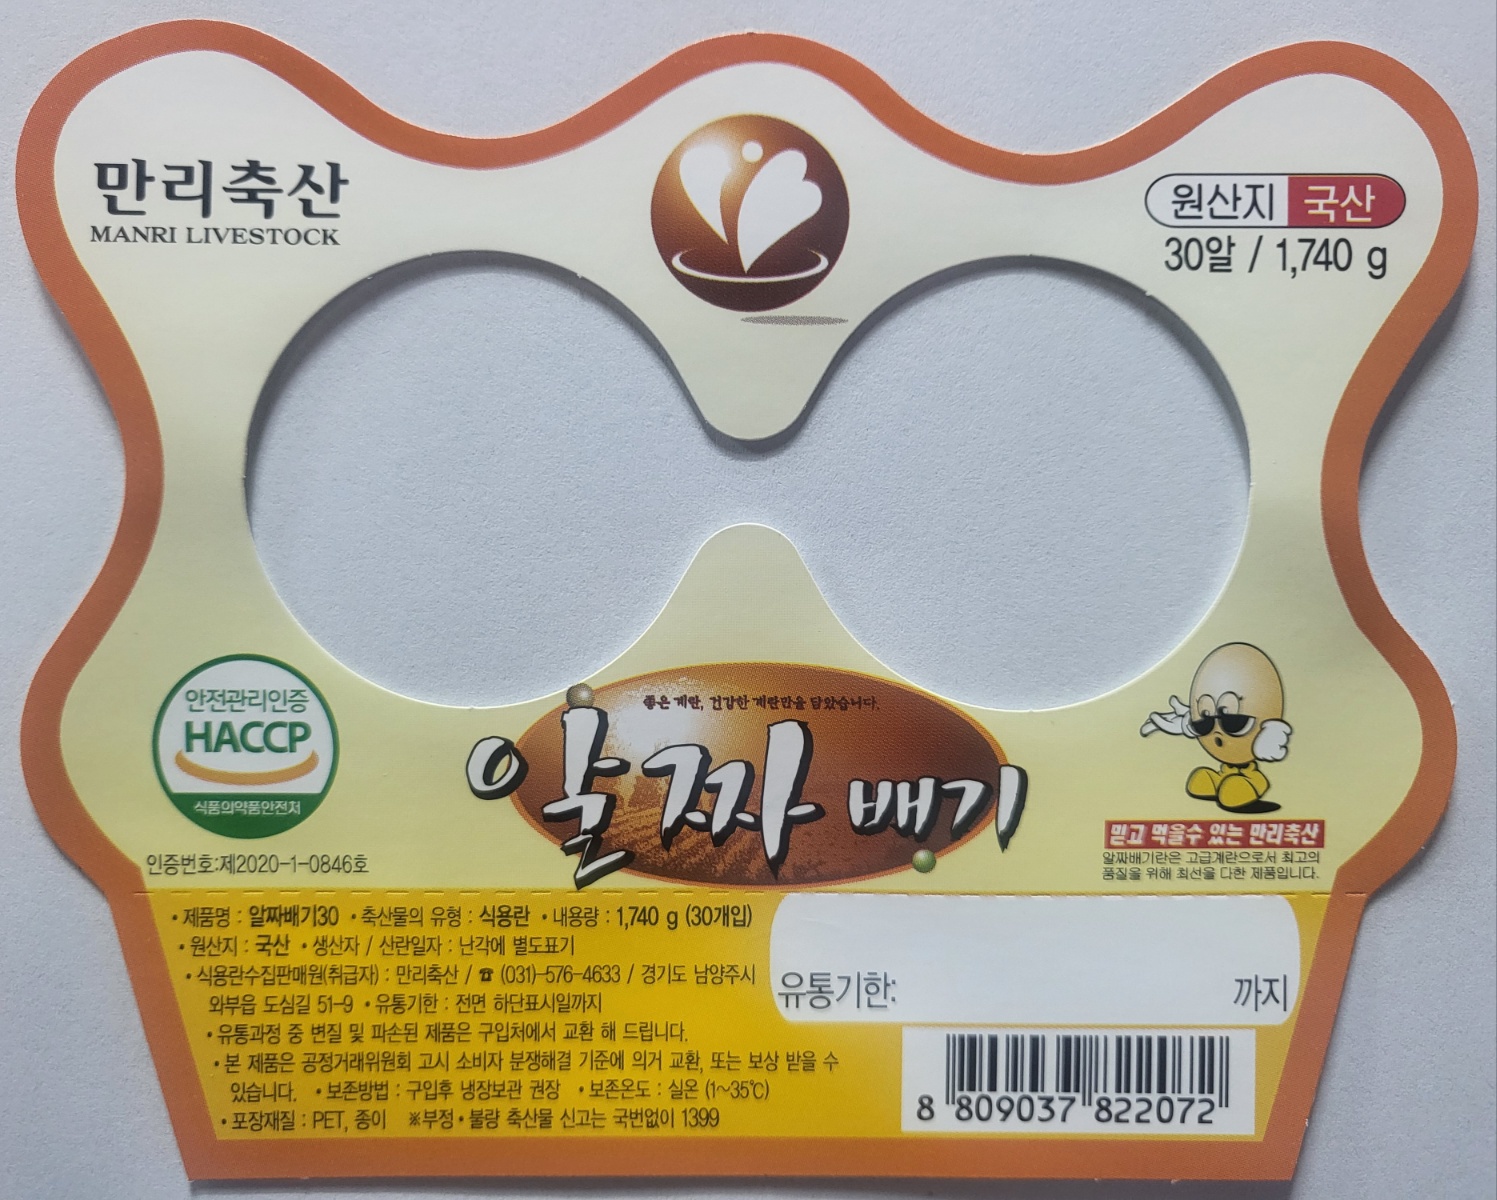 만리축산
MANRI LIVESTOCK
원산지 국산
30알 / 1,740 g
안전관리인증
HACCP
식품의약품안전처
인증번호:제2020-1-0846호
좋은 계란, 건강한 계란만을 담았습니다.
알짜배기
믿고 먹을수 있는 만리축산
알짜배기란은 고급계란으로서 최고의
품질을 위해 최선을 다한 제품입니다.
• 제품명 : 알짜배기30 • 축산물의 유형 : 식용란 • 내용량 : 1,740 g (30개입)
• 원산지 : 국산 • 생산자 / 산란일자 : 난각에 별도표기
• 식용란수집판매원(취급자) : 만리축산 / ☎ (031)-576-4633 / 경기도 남양주시
와부읍 도심길 51-9 • 유통기한 : 전면 하단표시일까지
• 유통과정 중 변질 및 파손된 제품은 구입처에서 교환 해 드립니다.
• 본 제품은 공정거래위원회 고시 소비자 분쟁해결 기준에 의거 교환, 또는 보상 받을 수
있습니다. • 보존방법 : 구입후 냉장보관 권장 • 보존온도 : 실온 (1~35℃)
• 포장재질 : PET, 종이 ※부정 • 불량 축산물 신고는 국번없이 1399
유통기한: 까지
8 809037 822072